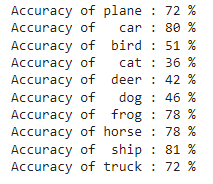 Accuracy of plane : 72 %
Accuracy of   car : 80 %
Accuracy of  bird : 51 %
Accuracy of   cat : 36 %
Accuracy of  deer : 42 %
Accuracy of   dog : 46 %
Accuracy of  frog : 78 %
Accuracy of horse : 78 %
Accuracy of  ship : 81 %
Accuracy of truck : 72 %